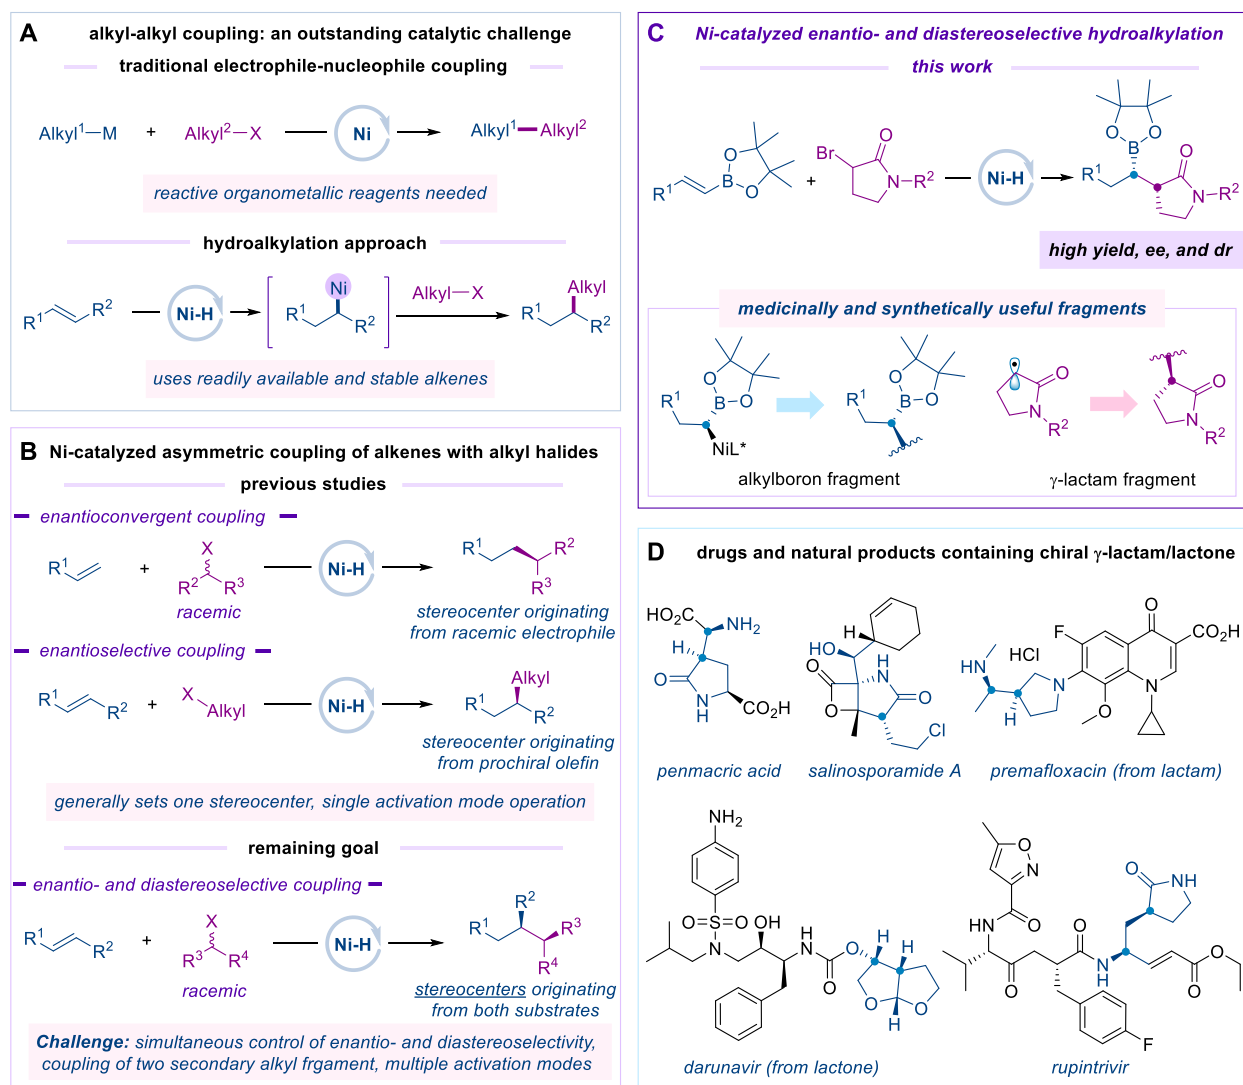 A alkyl-alkyl coupling: an outstanding catalytic challenge
traditional electrophile-nucleophile coupling
Alkyl¹—M + Alkyl²—X Ni Alkyl¹—Alkyl²
reactive organometallic reagents needed
hydroalkylation approach
R¹ R² Ni-H R¹ Ni R² Alkyl—X R¹ Alkyl R²
uses readily available and stable alkenes
B Ni-catalyzed asymmetric coupling of alkenes with alkyl halides
previous studies
enantioconvergent coupling
R¹ + X R² R³ Ni-H R¹ R² R³
racemic
stereocenter originating
from racemic electrophile
enantioselective coupling
R¹ R² + X Alkyl Ni-H R¹ Alkyl R²
stereocenter originating
from prochiral olefin
generally sets one stereocenter, single activation mode operation
remaining goal
enantio- and diastereoselective coupling
R¹ R² + X R³ R⁴ Ni-H R¹ R² R³ R⁴
racemic
stereocenters originating
from both substrates
Challenge: simultaneous control of enantio- and diastereoselectivity,
coupling of two secondary alkyl frgament, multiple activation modes
C Ni-catalyzed enantio- and diastereoselective hydroalkylation
this work
R¹ B O O + Br O N—R² Ni-H R¹ O O B O N R²
high yield, ee, and dr
medicinally and synthetically useful fragments
R¹ O B O NiL* R¹ O B O O N R² O N R²
alkylboron fragment
γ-lactam fragment
D drugs and natural products containing chiral γ-lactam/lactone
HO₂C NH₂ H O N H CO₂H
H HO NH O O O Cl
HN HCl H N F O CO₂H O N
penmacric acid
salinosporamide A
premafloxacin (from lactam)
NH₂ O=S=O N OH H N O O H H O O H
O N NH O O O NH HN O O O F
darunavir (from lactone)
rupintrivir